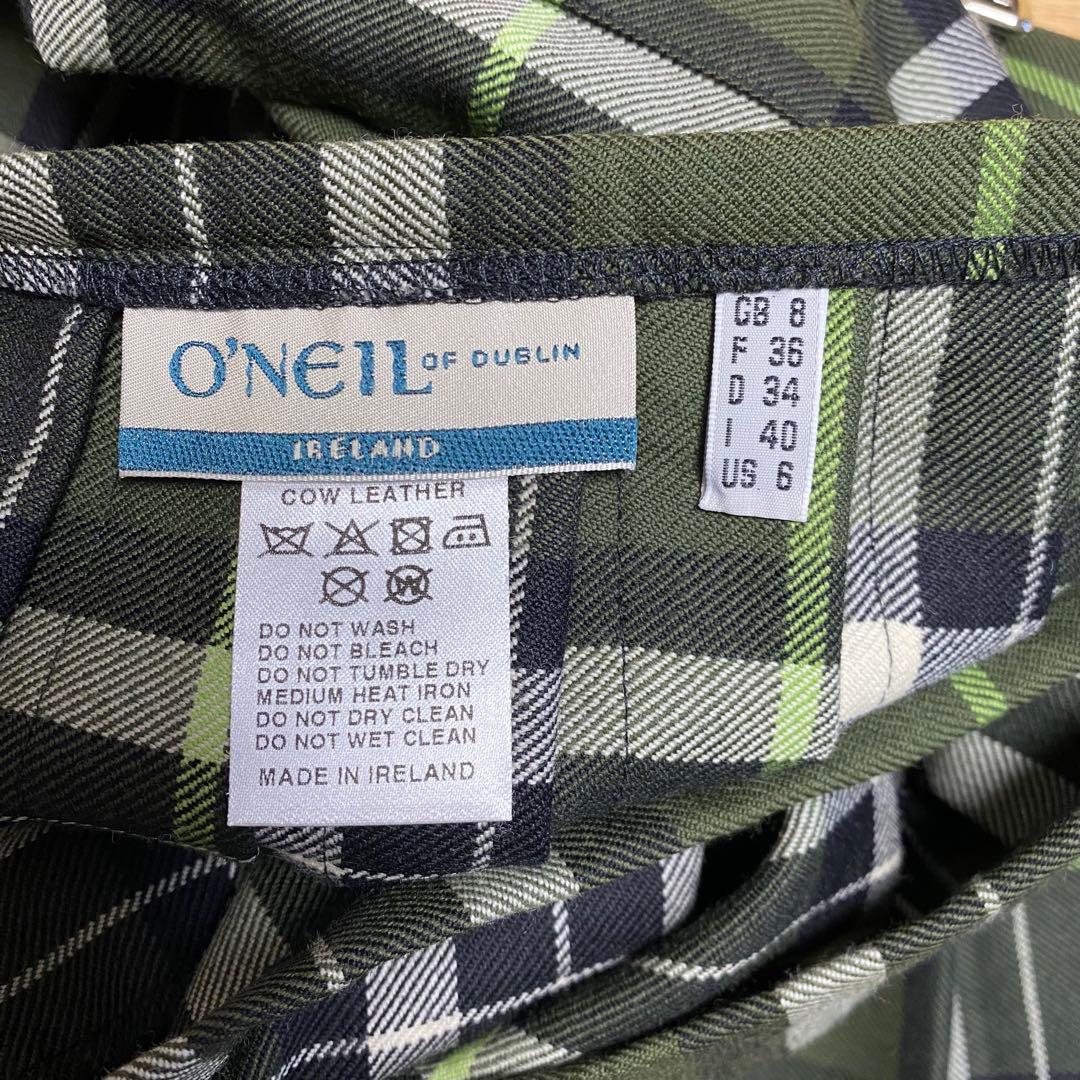 O'NEIL OF DUBLIN
IRELAND
COW LEATHER
W
DO NOT WASH
DO NOT BLEACH
DO NOT TUMBLE DRY
MEDIUM HEAT IRON
DO NOT DRY CLEAN
DO NOT WET CLEAN
MADE IN IRELAND
GB 8
F 36
D 34
I 40
US 6